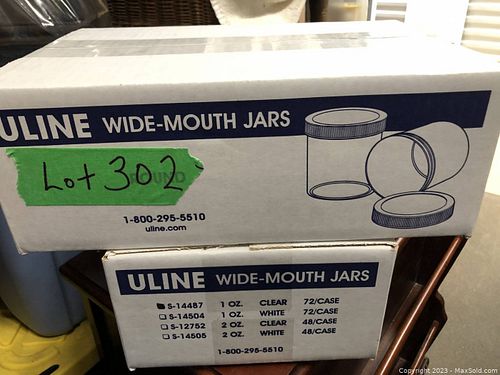 ULINE WIDE-MOUTH JARS
Lot 302
ROUND
1-800-295-5510
uline.com
ULINE WIDE-MOUTH JARS
S-14487 1 OZ. CLEAR 72/CASE
S-14504 1 OZ. WHITE 72/CASE
S-12752 2 OZ. CLEAR 48/CASE
S-14505 2 OZ. WHITE 48/CASE
1-800-295-5510
Copyright 2023 - MaxSold.com